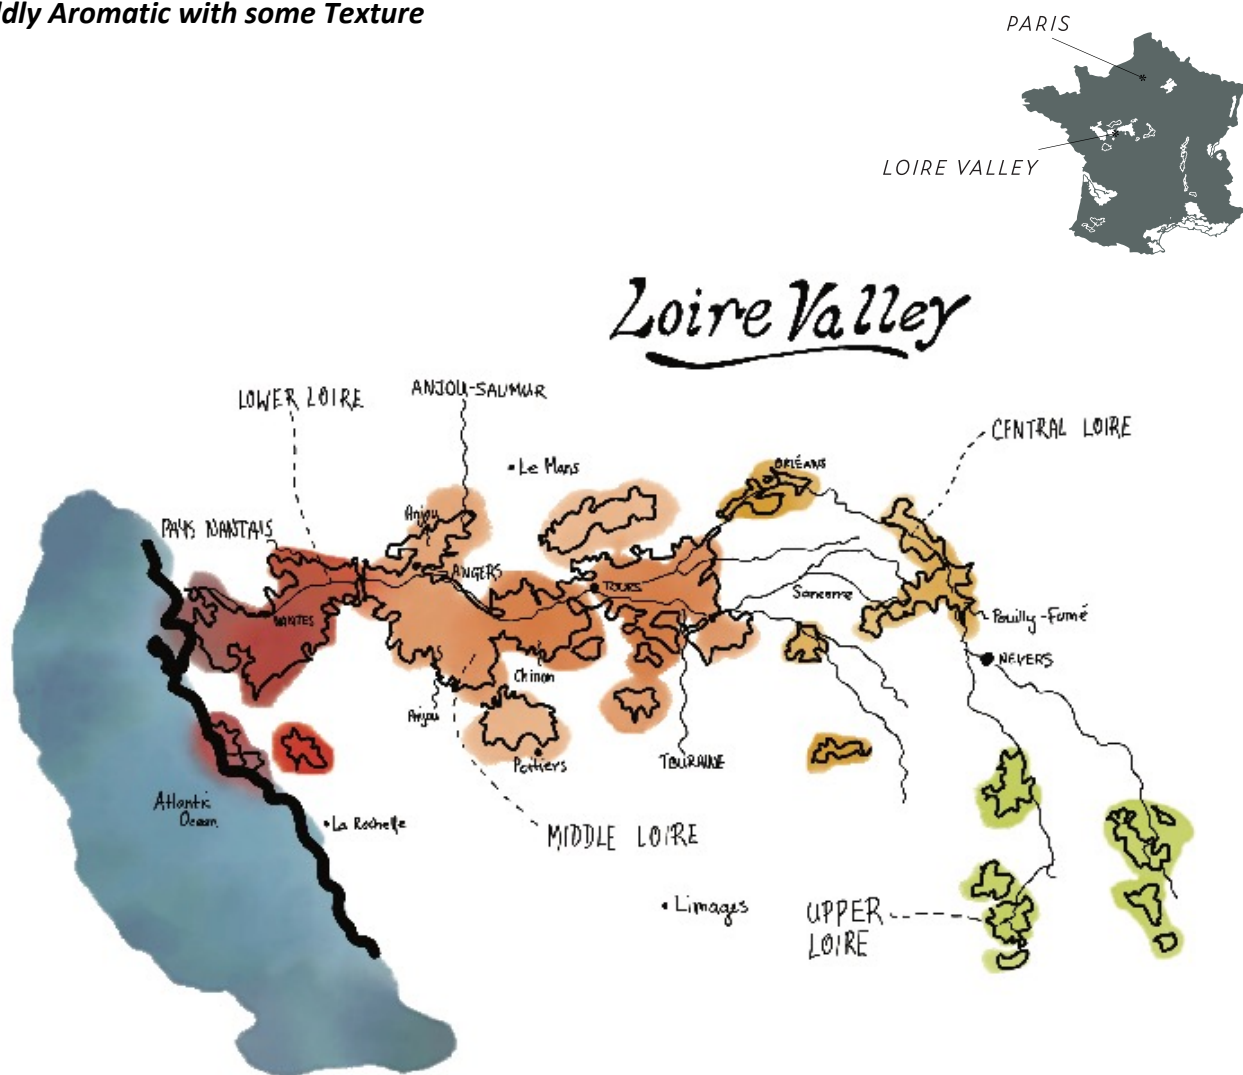 ldly Aromatic with some Texture
PARIS
LOIRE VALLEY
Loire Valley
LOWER LOIRE
ANJOU-SAUMUR
CENTRAL LOIRE
Le Mans
ORLÉANS
PAYS NANTAIS
Anjou
ANGERS
TOURS
Sancerre
NANTES
Pouilly-Fumé
NEVERS
Chinon
Anjou
Poitiers
TOURAINE
Atlantic
Ocean
La Rochelle
MIDDLE LOIRE
Limages
UPPER
LOIRE